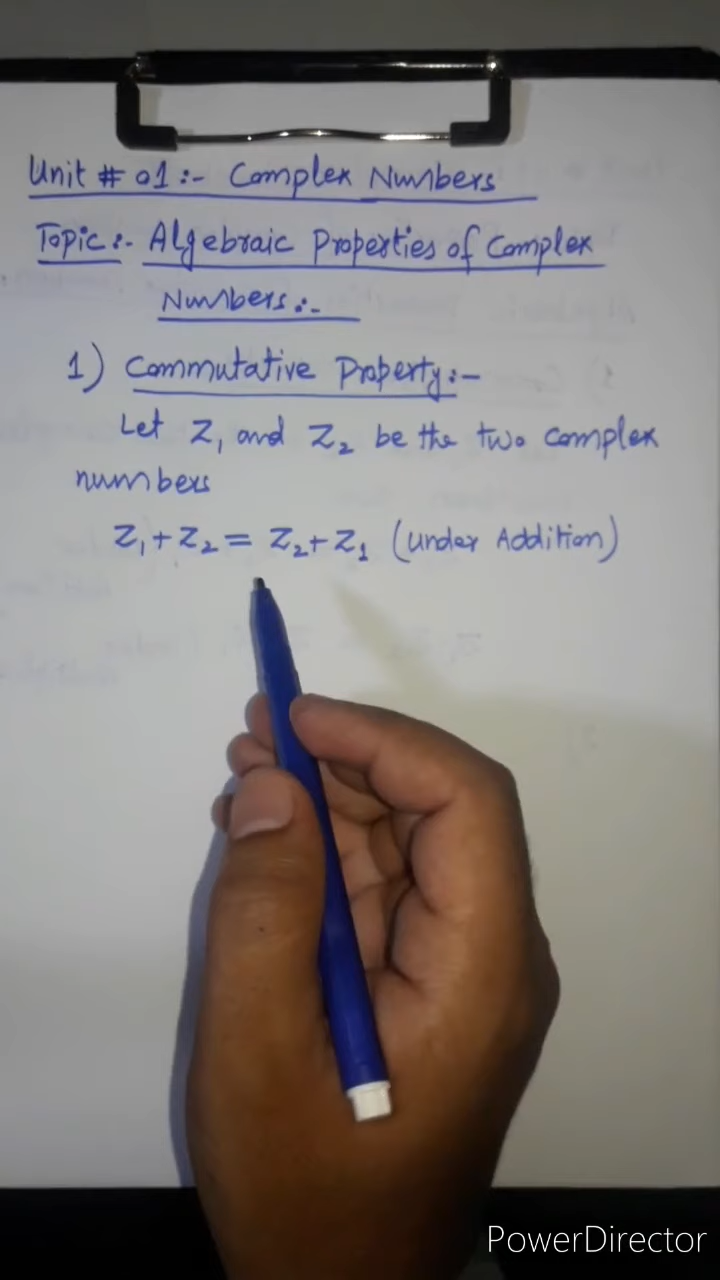 Unit # 01:- Complex Numbers
Topic:- Algebraic Properties of Complex
Numbers:-
1) Commutative Property:-
Let Z₁ and Z₂ be the two complex
numbers
Z₁ + Z₂ = Z₂ + Z₁ (under Addition)
PowerDirector